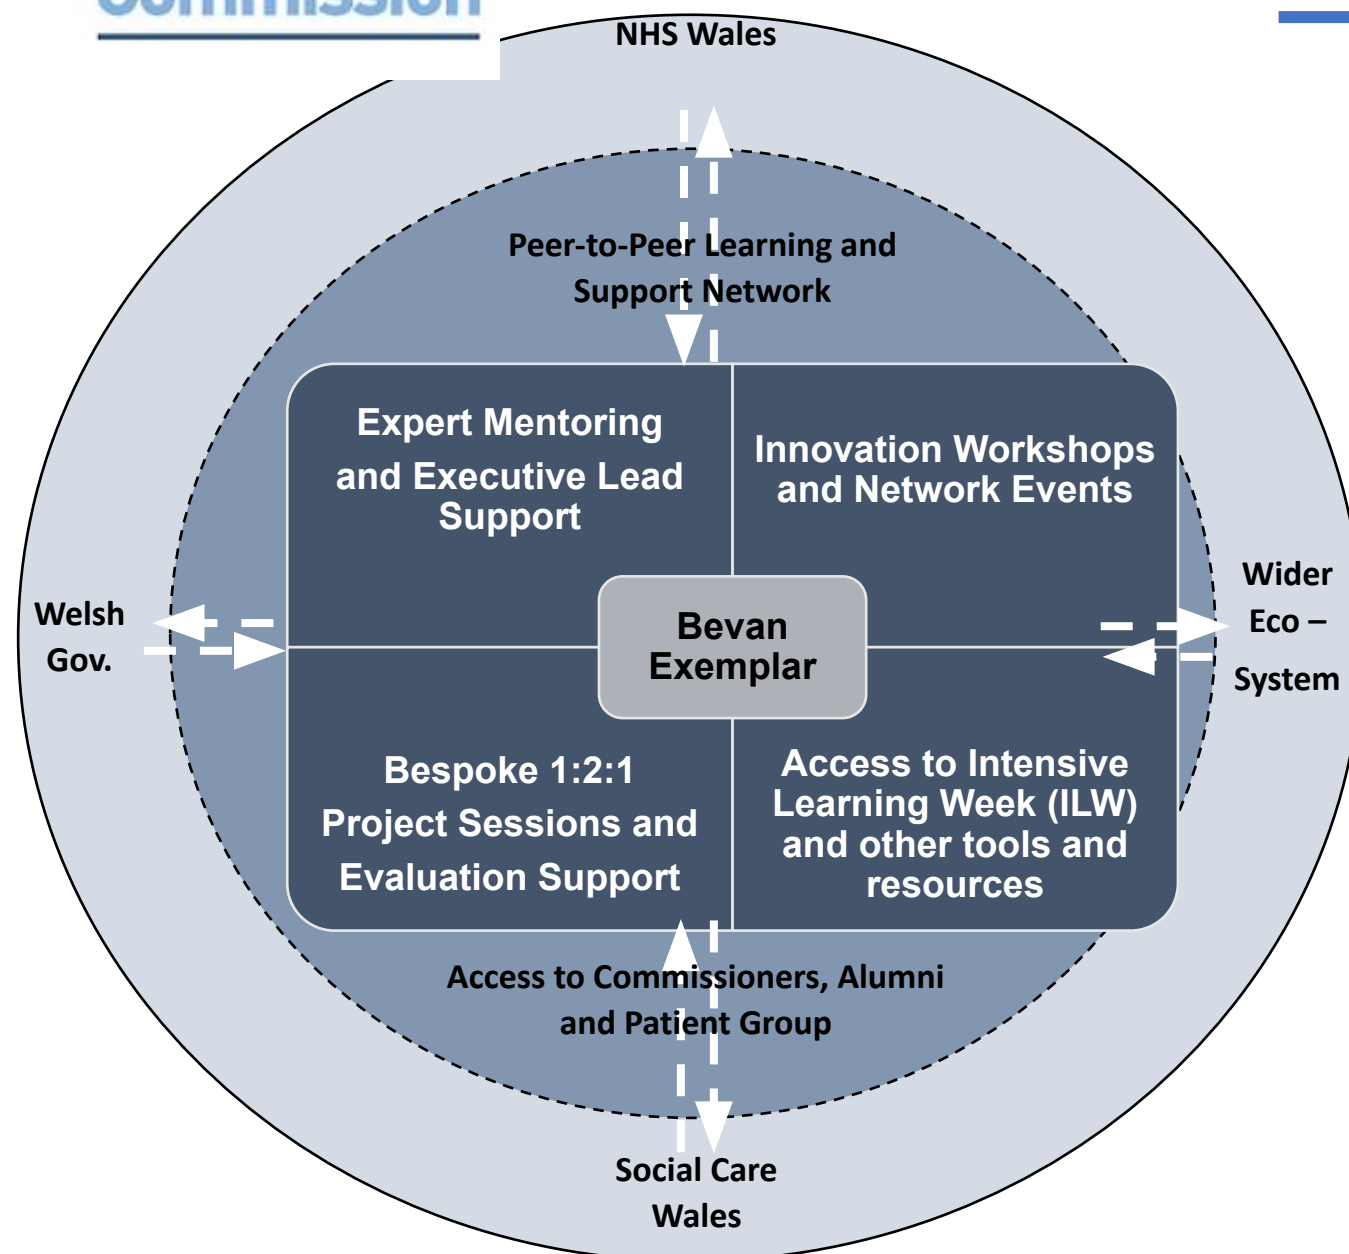 Commission
NHS Wales
Peer-to-Peer Learning and
Support Network
Expert Mentoring
and Executive Lead
Support
Innovation Workshops
and Network Events
Welsh
Gov.
Bevan
Exemplar
Wider
Eco –
System
Bespoke 1:2:1
Project Sessions and
Evaluation Support
Access to Intensive
Learning Week (ILW)
and other tools and
resources
Access to Commissioners, Alumni
and Patient Group
Social Care
Wales